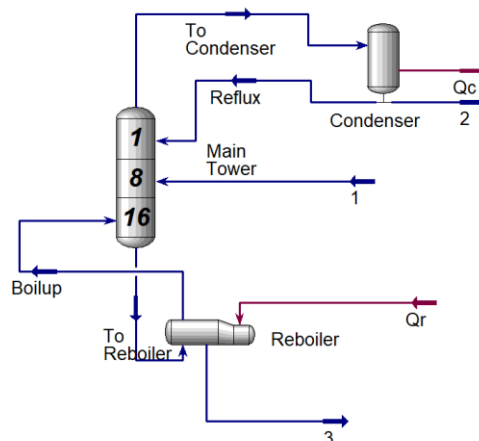 To
Condenser
Qc
Reflux
Condenser
2
1
Main
Tower
8
1
16
Boilup
To
Reboiler
Reboiler
Qr
3